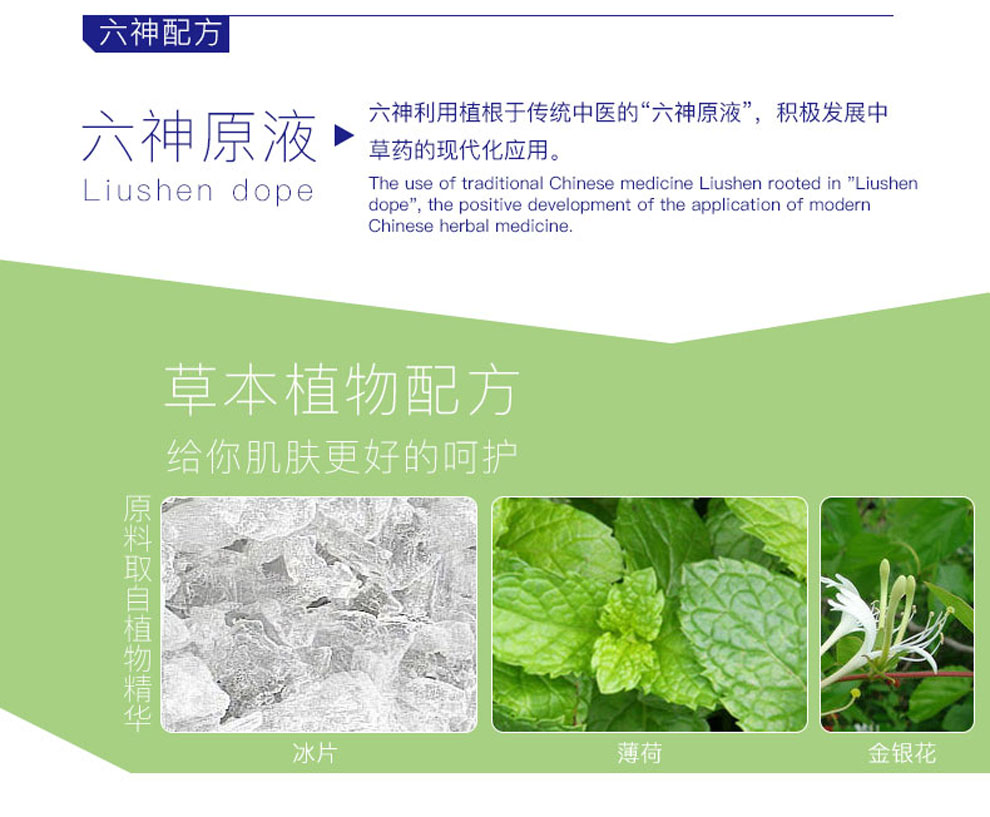 六神配方
六神原液
Liushen dope
六神利用植根于传统中医的“六神原液”，积极发展中
草药的现代化应用。
The use of traditional Chinese medicine Liushen rooted in ”Liushen
dope”, the positive development of the application of modern
Chinese herbal medicine.
草本植物配方
给你肌肤更好的呵护
原料取自植物精华
冰片
薄荷
金银花